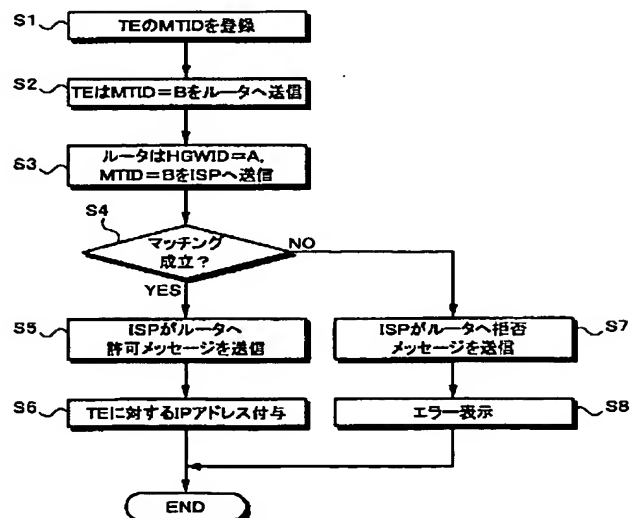 S1
TEのMTIDを登録
S2
TEはMTID=Bをルータへ送信
S3
ルータはHGWID=A,
MTID=BをISPへ送信
S4
マッチング
成立?
NO
YES
S5
ISPがルータへ
許可メッセージを送信
ISPがルータへ拒否
メッセージを送信
S7
S6
TEに対するIPアドレス付与
エラー表示
S8
END